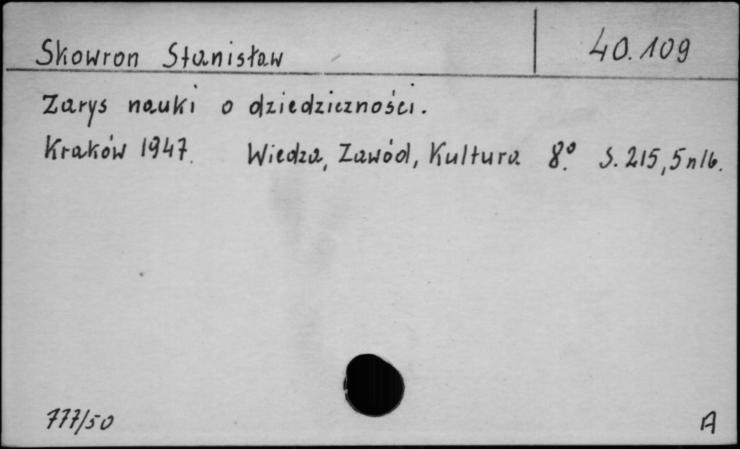 Skowron Stanisław 40.109
Zarys nauki o dziedziczności.
Kraków 1947. Wiedza, Zawód, Kultura 8.° S. 215, 5 nlb.
777/50 A